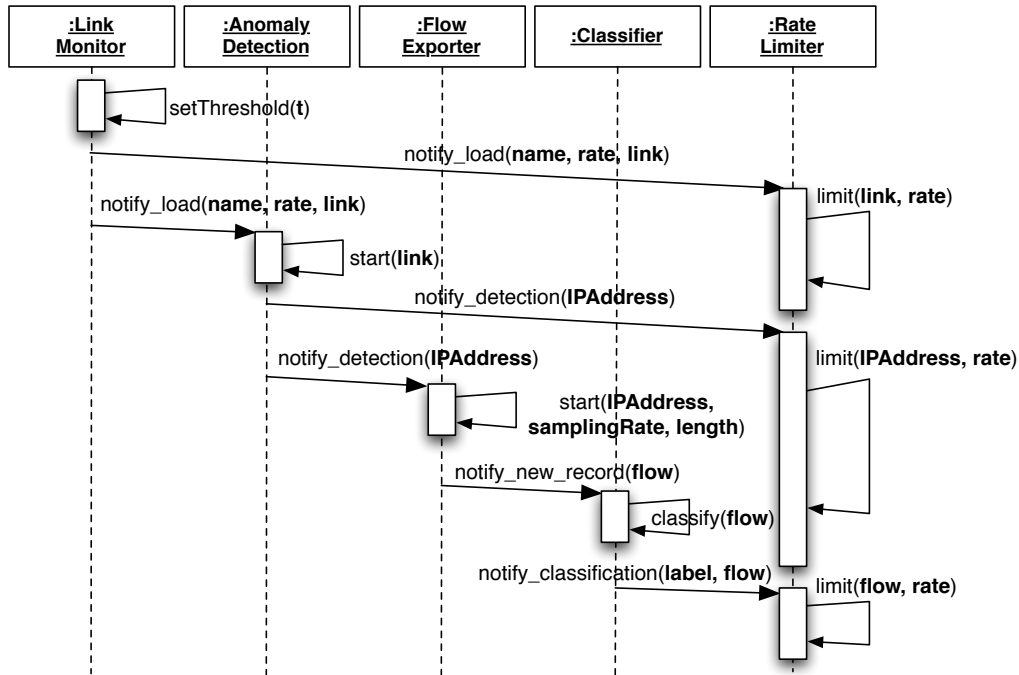 :Link
Monitor
:Anomaly
Detection
:Flow
Exporter
:Classifier
:Rate
Limiter
setThreshold(t)
notify_load(name, rate, link)
limit(link, rate)
notify_load(name, rate, link)
start(link)
notify_detection(IPAddress)
notify_detection(IPAddress)
limit(IPAddress, rate)
start(IPAddress,
samplingRate, length)
notify_new_record(flow)
classify(flow)
notify_classification(label, flow)
limit(flow, rate)